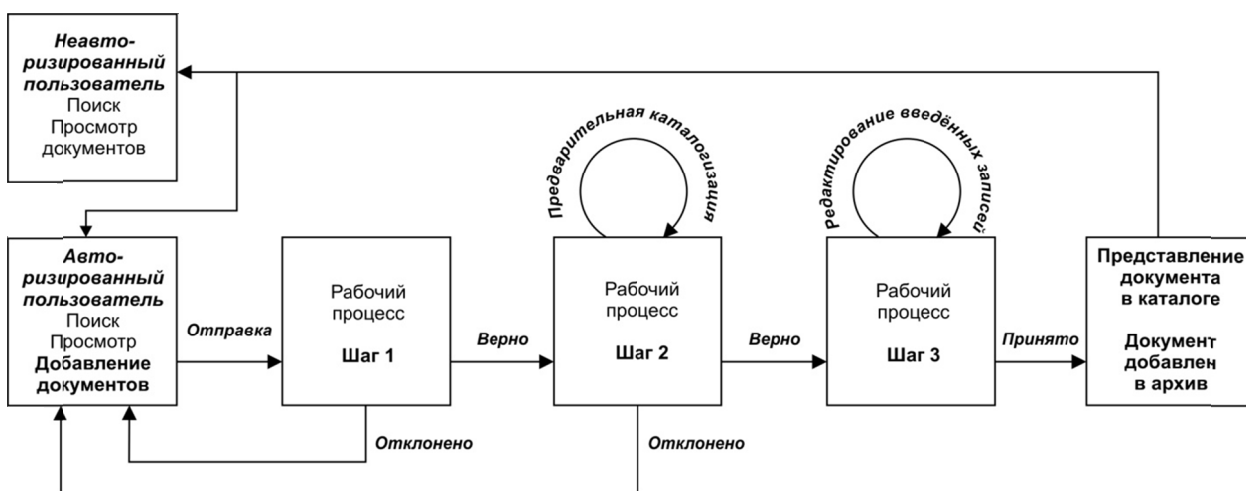 Неавто-
ризированный
пользователь
Поиск
Просмотр
документов
Предварительная каталогизация
Редактирование введённых записей
Авто-
ризированный
пользователь
Поиск
Просмотр
Добавление
документов
Отправка
Рабочий
процесс
Шаг 1
Верно
Рабочий
процесс
Шаг 2
Верно
Рабочий
процесс
Шаг 3
Принято
Представление
документа
в каталоге
Документ
добавлен
в архив
Отклонено
Отклонено